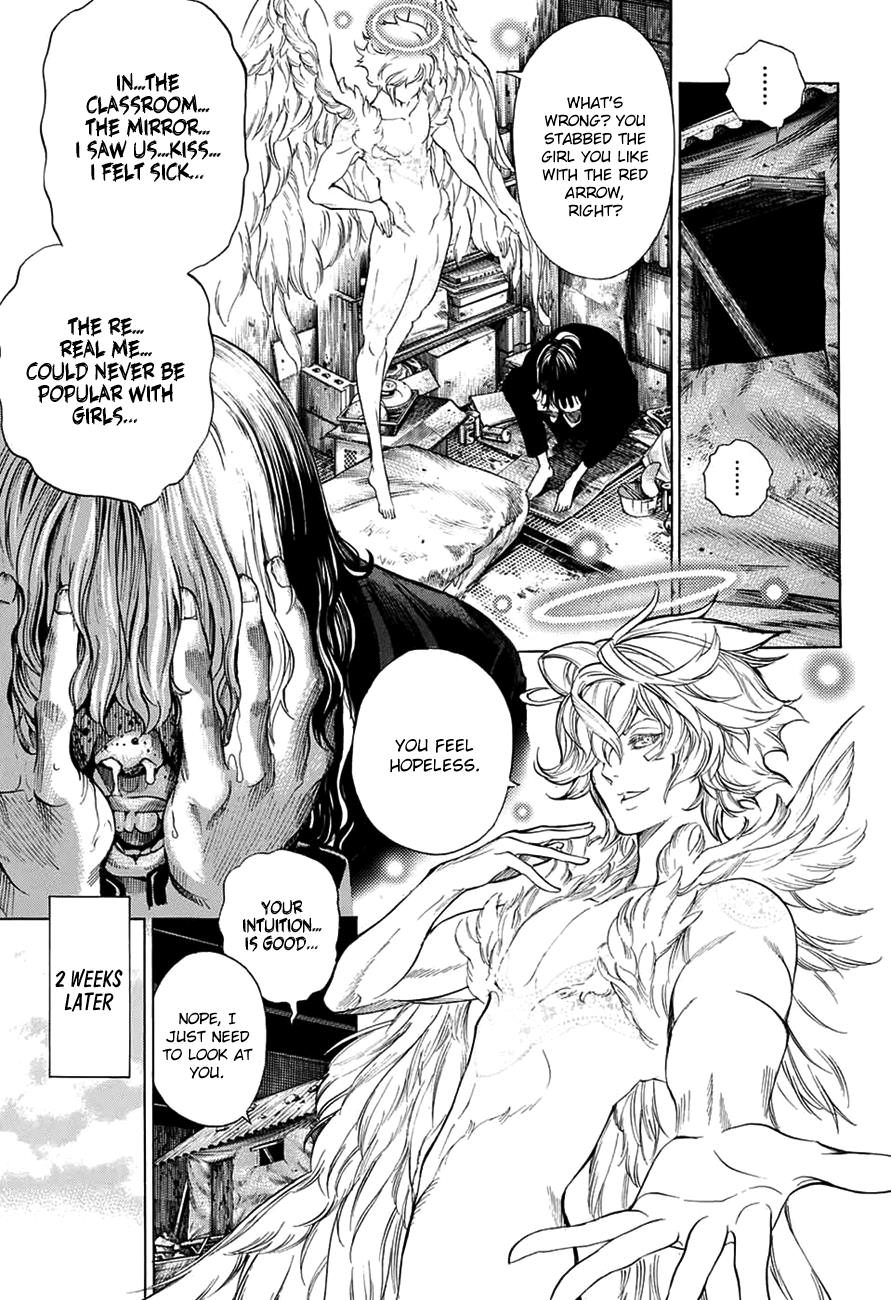 ......
WHAT'S
WRONG? YOU
STABBED THE
GIRL YOU LIKE
WITH THE RED
ARROW,
RIGHT?
......
IN...THE
CLASSROOM...
THE MIRROR...
I SAW US...KISS...
I FELT SICK...
THE RE...
REAL ME...
COULD NEVER BE
POPULAR WITH
GIRLS...
YOU FEEL
HOPELESS.
YOUR
INTUITION...
IS GOOD...
NOPE, I
JUST NEED
TO LOOK AT
YOU.
2 WEEKS
LATER